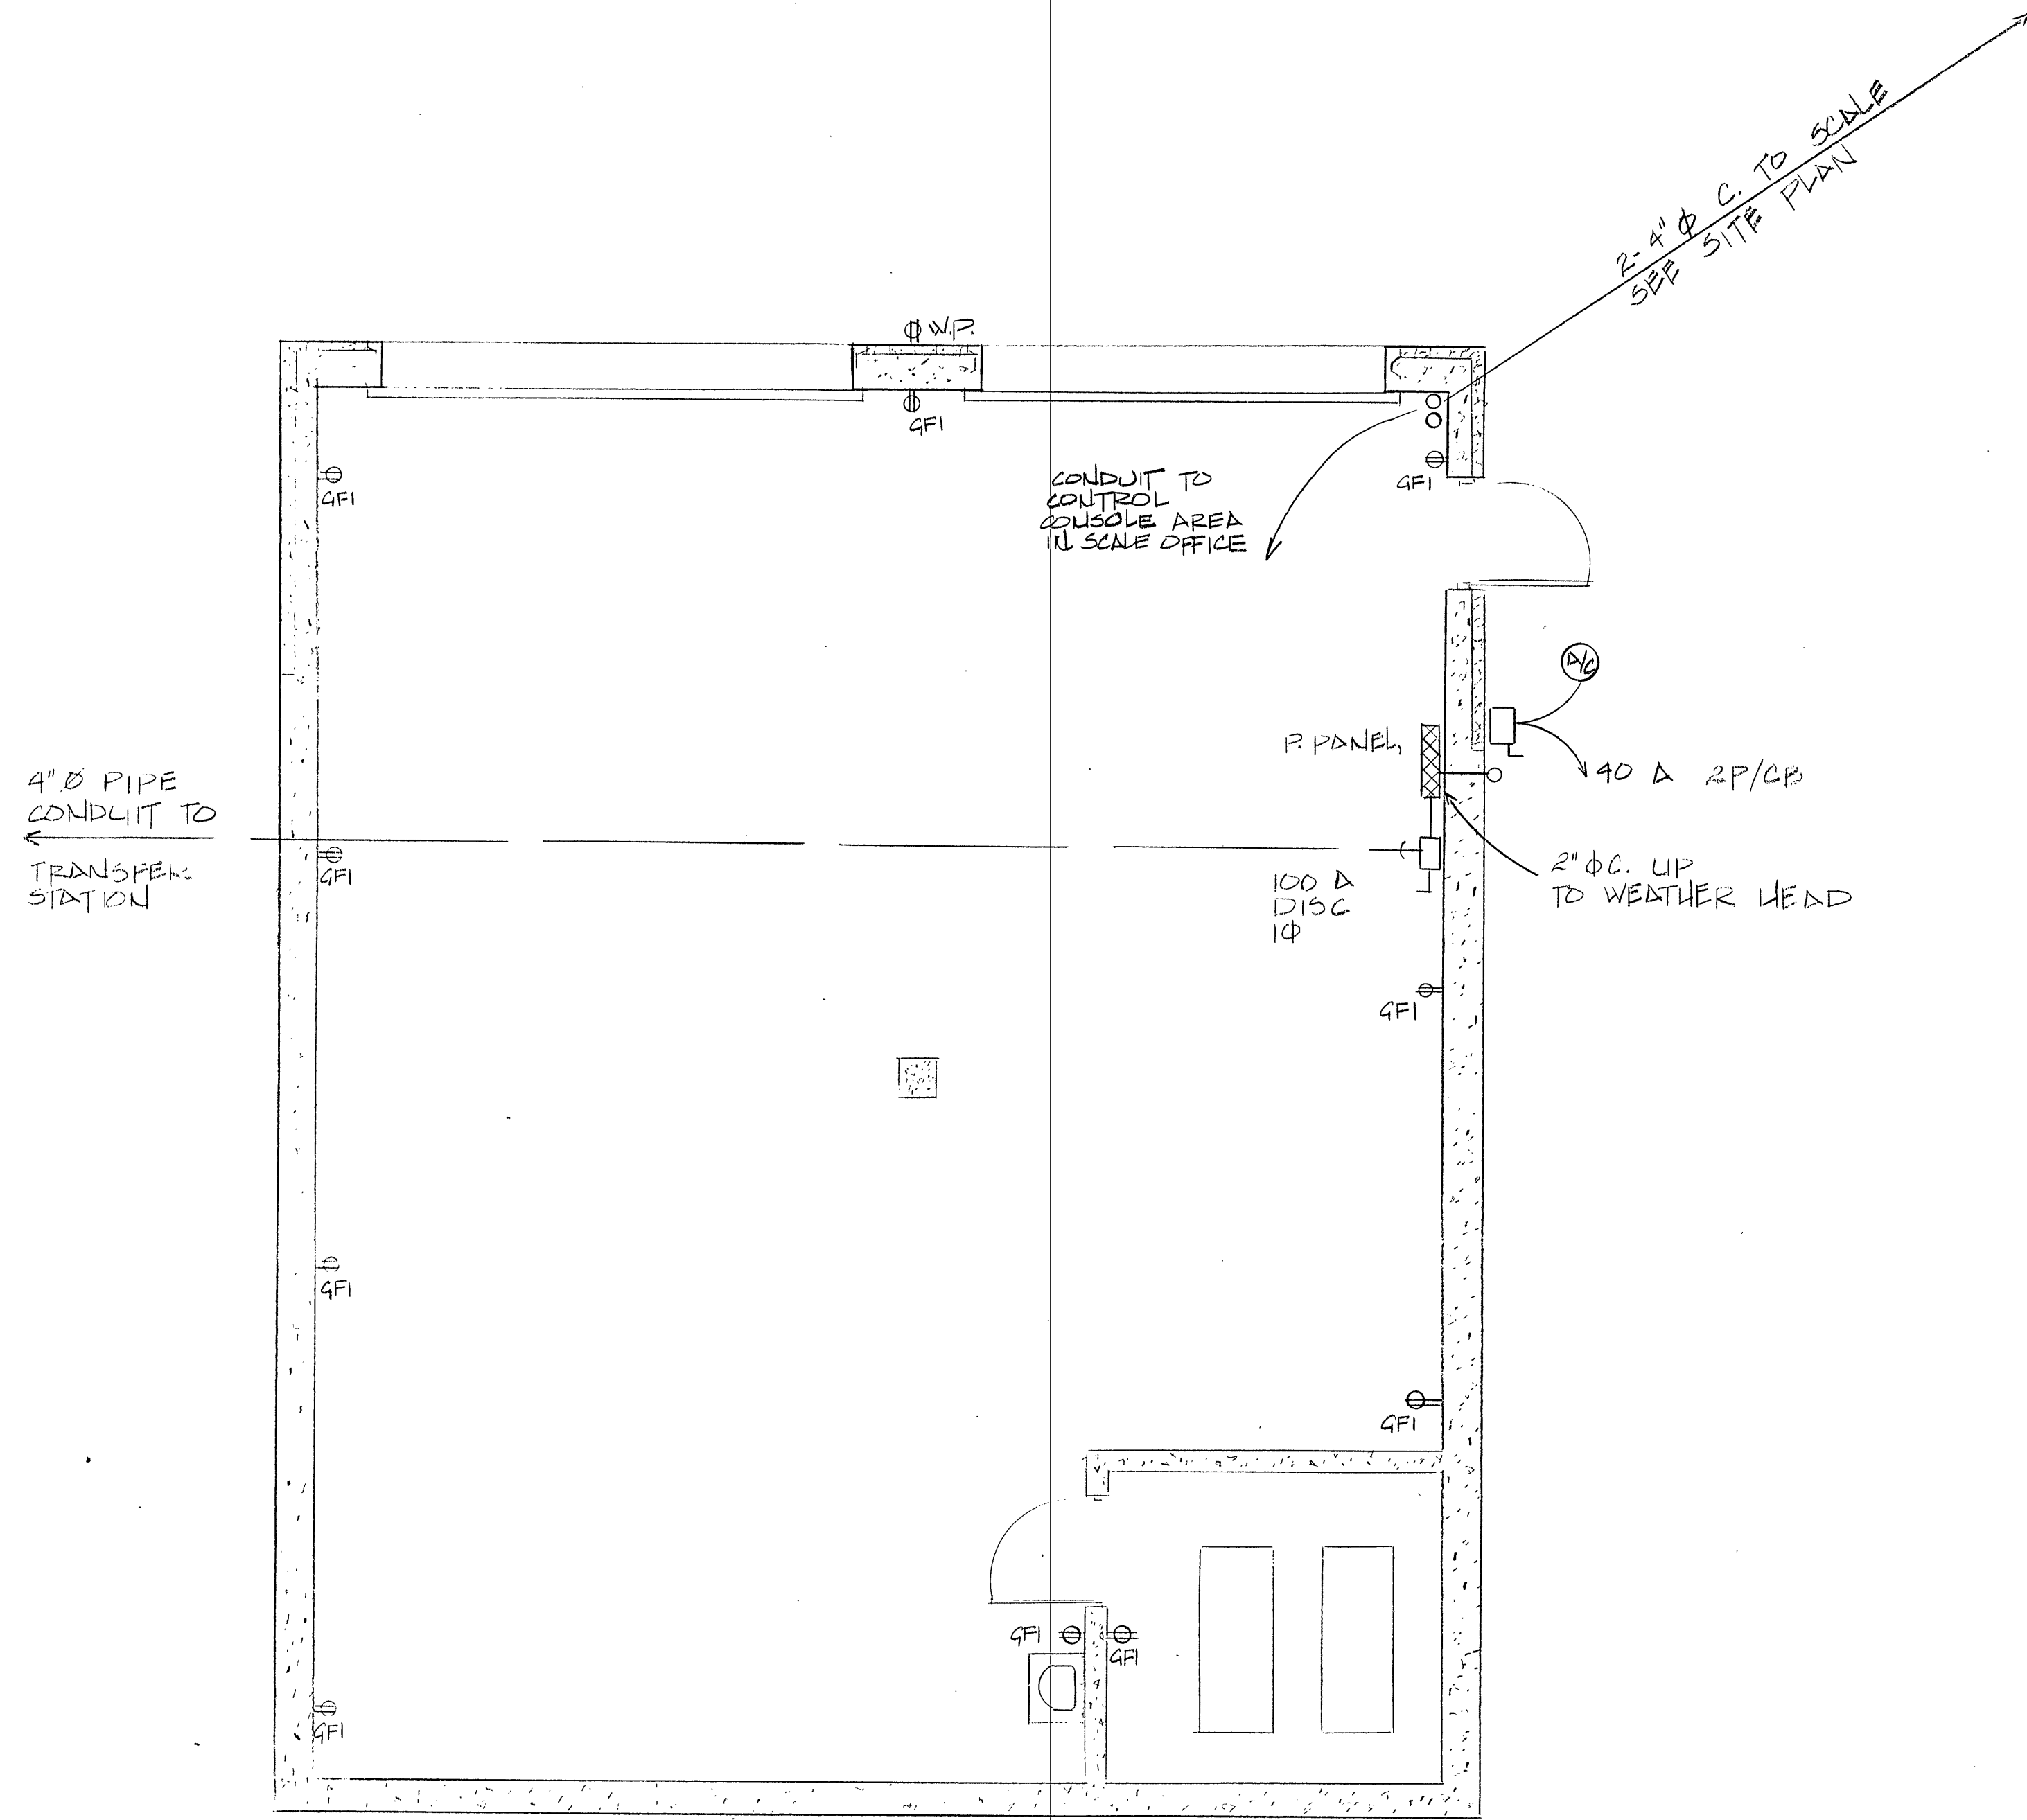 2- 4" Φ C. TO SCALE
SEE SITE PLAN
Φ W.P.
GFI
GFI
GFI
CONDUIT TO
CONTROL
CONSOLE AREA
IN SCALE OFFICE
A/C
P. PANEL,
40 A 2P/CB
4" Ø PIPE
CONDUIT TO
TRANSFER
STATION
GFI
100 A
DISC
1Φ
2" Φ C. UP
TO WEATHER HEAD
GFI
GFI
GFI
GFI
GFI
GFI